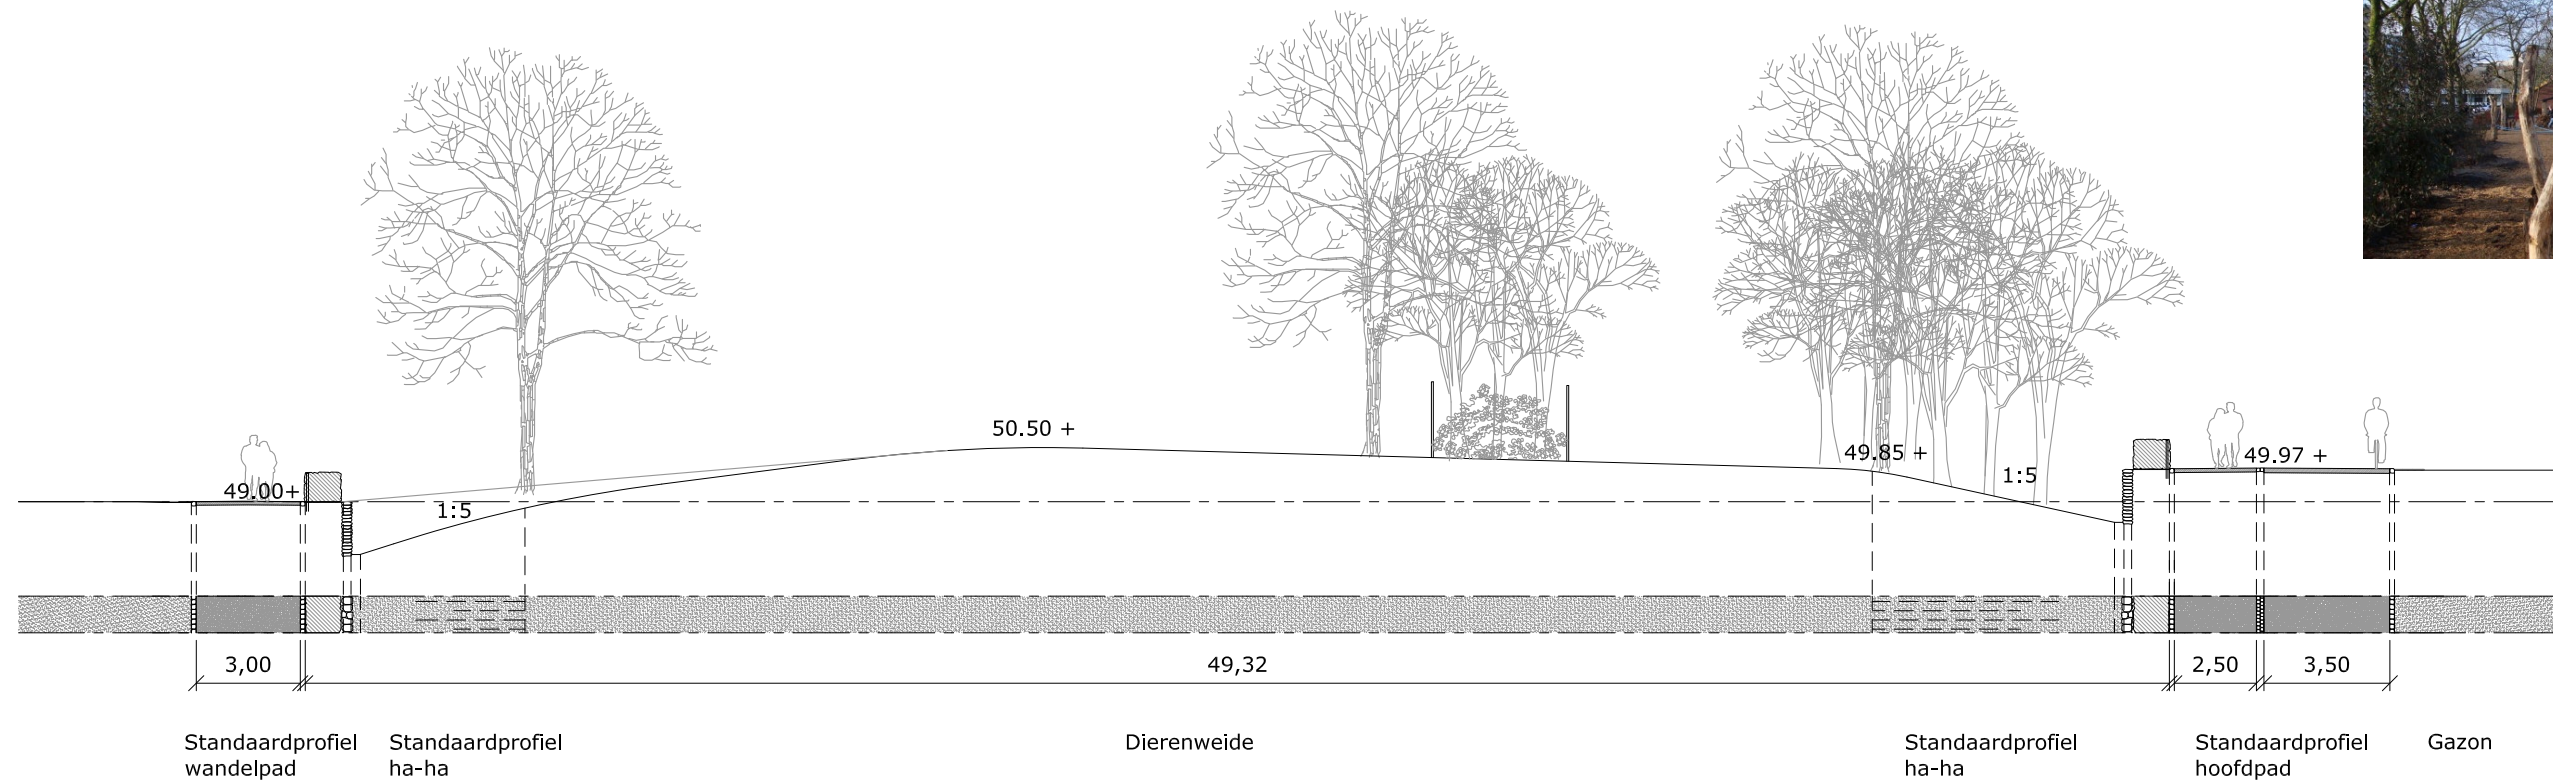 50.50 +
49.85 +
49.97 +
1:5
49.00+
1:5
3,00
49,32
2,50
3,50
Standaardprofiel
wandelpad
Standaardprofiel
ha-ha
Dierenweide
Standaardprofiel
ha-ha
Standaardprofiel
hoofdpad
Gazon